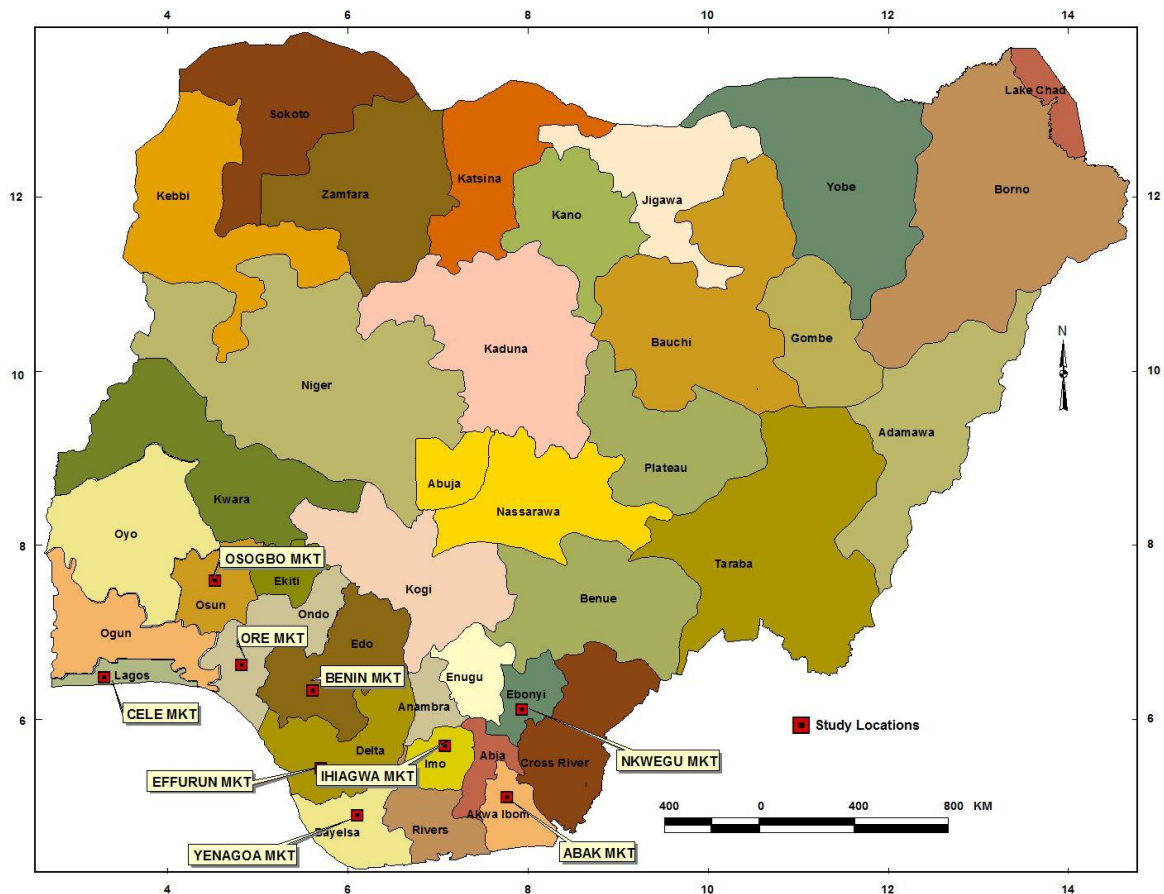 4 6 8 10 12 14
Lake Chad
Sokoto
Katsina
Yobe
Borno
12 12
Kebbi
Zamfara
Jigawa
Kano
N
Bauchi
Gombe
Kaduna
10 10
Niger
Adamawa
Plateau
Abuja
Kwara
Nassarawa
Oyo
8 8
OSOGBO MKT
Taraba
Ekiti
Kogi
Benue
Osun
Ondo
Ogun
ORE MKT
Edo
Lagos
BENIN MKT
Enugu
Ebonyi
Anambra
CELE MKT
6 6
Study Locations
Delta
Abia
Cross River
NKWEGU MKT
Imo
IHIAGWA MKT
EFFURUN MKT
400 0 400 800 KM
Akwa Ibom
Rivers
Bayelsa
YENAGOA MKT
ABAK MKT
4 6 8 10 12 14